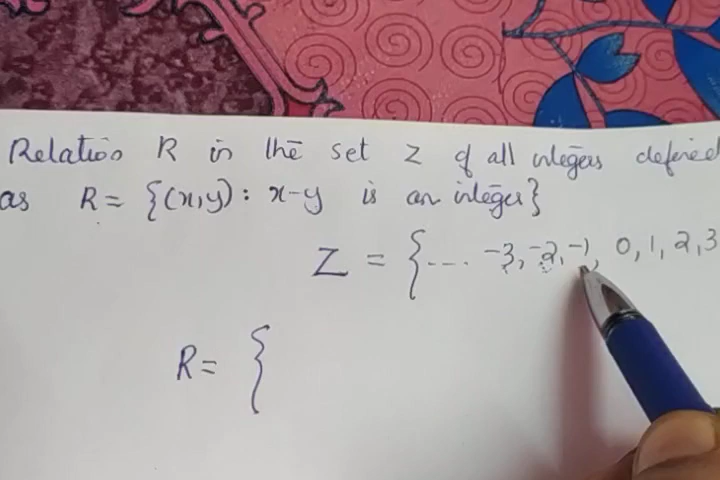 Relation R in the set Z of all integers defined
as R = {(x,y) : x-y is an integer}
Z = {.... -3, -2, -1, 0, 1, 2, 3
R = {